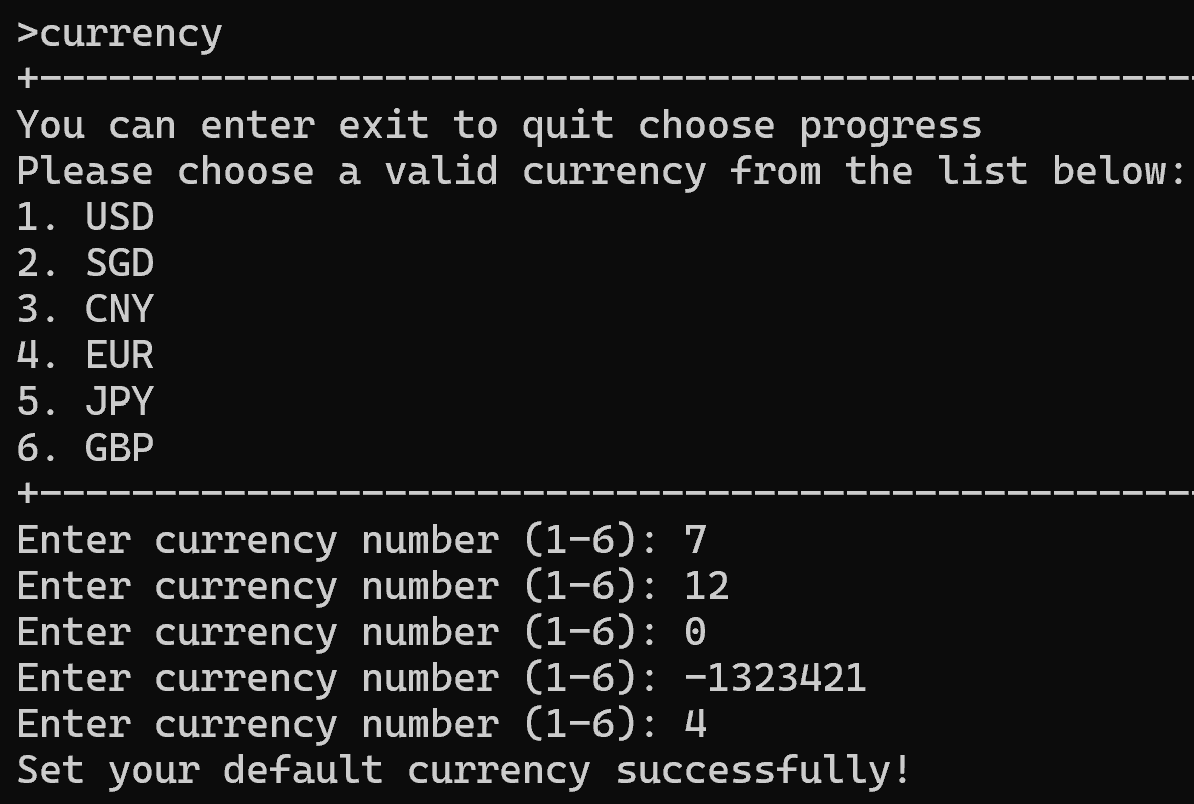 >currency
+---------------------------------------------------
You can enter exit to quit choose progress
Please choose a valid currency from the list below:
1. USD
2. SGD
3. CNY
4. EUR
5. JPY
6. GBP
+---------------------------------------------------
Enter currency number (1-6): 7
Enter currency number (1-6): 12
Enter currency number (1-6): 0
Enter currency number (1-6): -1323421
Enter currency number (1-6): 4
Set your default currency successfully!